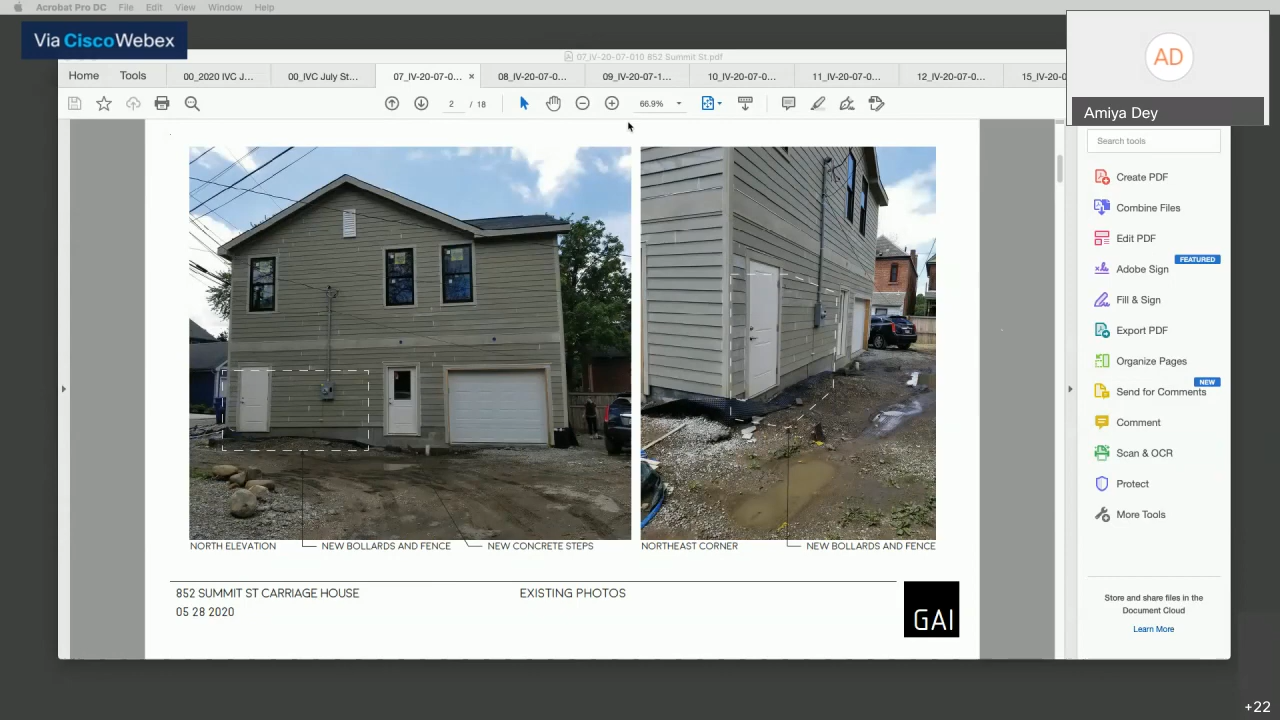 Acrobat Pro DC File Edit View Window Help
Via CiscoWebex
07_IV-20-07-010 852 Summit St.pdf
AD
Amiya Dey
Home Tools 00_2020 IVC J... 00_IVC July St... 07_IV-20-07-0... × 08_IV-20-07-0... 09_IV-20-07-1... 10_IV-20-07-0... 11_IV-20-07-0... 12_IV-20-07-0... 15_IV-20-07-0
2 / 18 66.9%
Search tools
Create PDF
Combine Files
Edit PDF
FEATURED
Adobe Sign
Fill & Sign
Export PDF
Organize Pages
NEW
Send for Comments
Comment
Scan & OCR
Protect
More Tools
NORTH ELEVATION NEW BOLLARDS AND FENCE NEW CONCRETE STEPS NORTHEAST CORNER NEW BOLLARDS AND FENCE
852 SUMMIT ST CARRIAGE HOUSE EXISTING PHOTOS
05 28 2020
GAI
Store and share files in the
Document Cloud
Learn More
+22